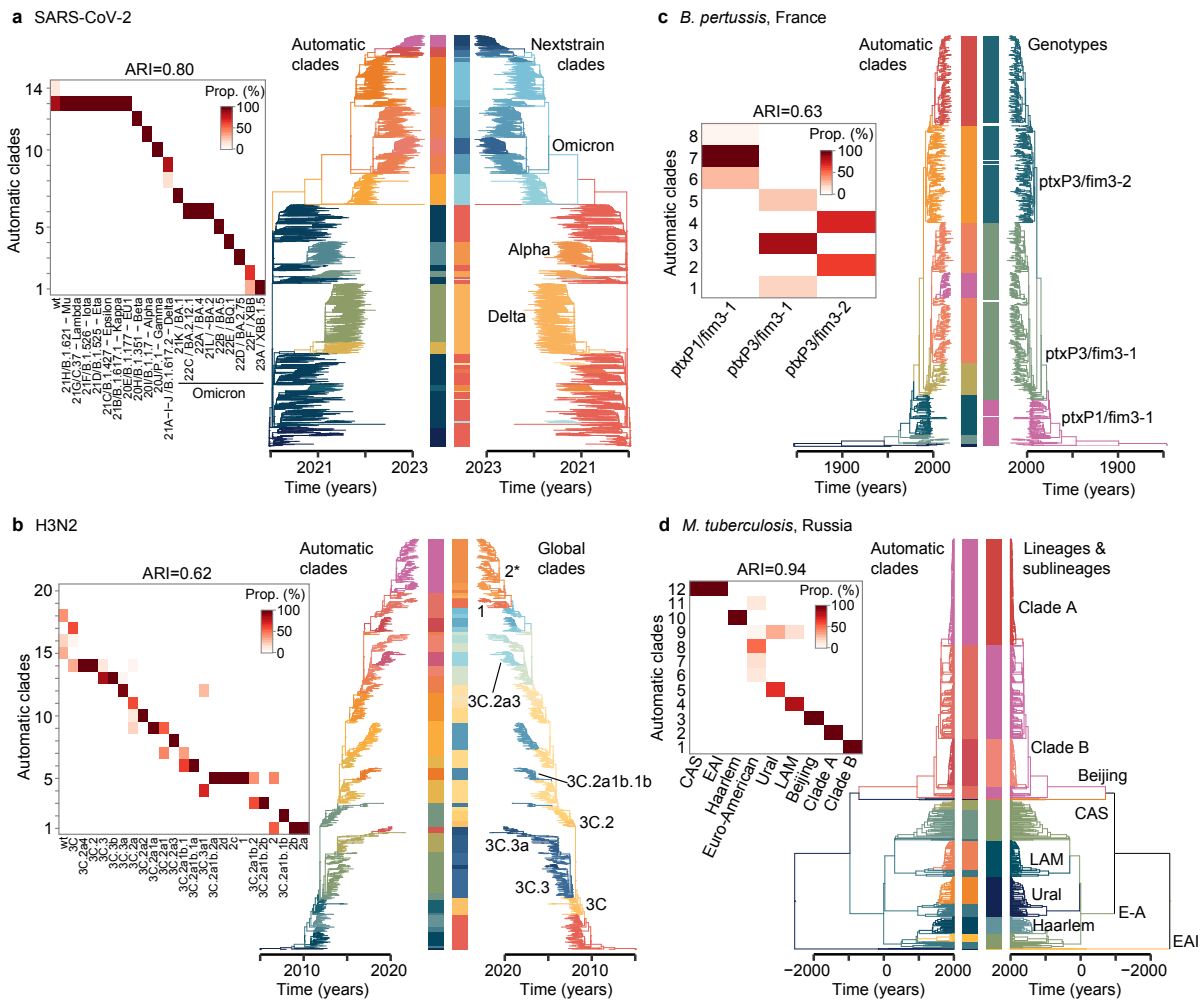 a SARS-CoV-2
ARI=0.80
Prop. (%)
100
50
0
Automatic clades
14
10
5
1
wt
21H/B.1.621 − Mu
21G/C.37 − Lambda
21F/B.1.526 − Iota
21D/B.1.525 − Eta
21C/B.1.427 − Epsilon
21B/B.1.617.1 − Kappa
20E/B.1.177 − EU1
20H/B.1.351 − Beta
20I/B.1.1.7 − Alpha
20J/P.1 − Gamma
21A−I−J/B.1.617.2 − Delta
21K / BA.1
22C / BA.2.12.1
22A / BA.4
21L / ~BA.2
22B / BA.5
22E / BQ.1
22D / BA.2.75
22F / XBB
23A / XBB.1.5
Omicron
Automatic
clades
Nextstrain
clades
Omicron
Alpha
Delta
2021
2023
2023
2021
Time (years)
Time (years)
b H3N2
ARI=0.62
Prop. (%)
100
50
0
Automatic clades
20
15
10
5
1
wt
3C
3C.2a4
3C.2
3C.3
3C.3b
3C.3a
3C.2a
3C.2a2
3C.2a1a
3C.2a1
3C.2a3
3C.2a1b.1
3C.2a1b.1a
3C.3a1
3C.2a1b.2a
2d
2c
1
3C.2a1b.2
3C.2a1b.2b
2
3C.2a1b.1b
2b
2a
Automatic
clades
Global
clades
2*
1
3C.2a3
3C.2a1b.1b
3C.2
3C.3a
3C.3
3C
2010
2020
2020
2010
Time (years)
Time (years)
c B. pertussis, France
ARI=0.63
Prop. (%)
100
50
0
Automatic clades
8
7
6
5
4
3
2
1
ptxP1/fim3-1
ptxP3/fim3-1
ptxP3/fim3-2
Automatic
clades
Genotypes
ptxP3/fim3-2
ptxP3/fim3-1
ptxP1/fim3-1
1900
2000
2000
1900
Time (years)
Time (years)
d M. tuberculosis, Russia
ARI=0.94
Prop. (%)
100
50
0
Automatic clades
12
11
10
9
8
7
6
5
4
3
2
1
CAS
EAI
Haarlem
Euro-American
Ural
LAM
Beijing
Clade A
Clade B
Automatic
clades
Lineages &
sublineages
Clade A
Clade B
Beijing
CAS
LAM
Ural
E-A
Haarlem
EAI
−2000
0
2000
2000
0
−2000
Time (years)
Time (years)